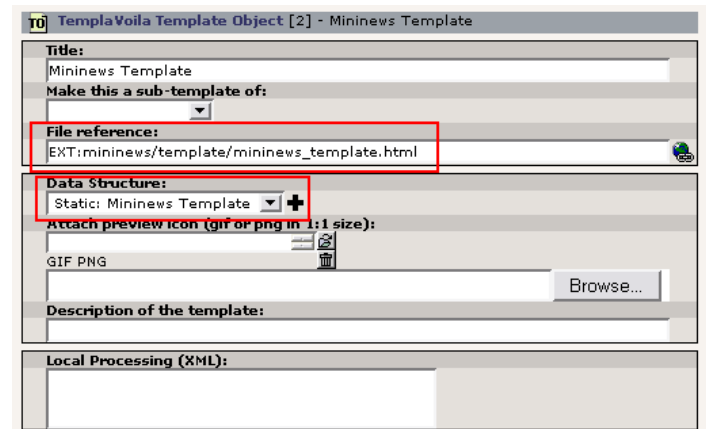 TO TemplaVoila Template Object [2] - Mininews Template
Title:
Mininews Template
Make this a sub-template of:
File reference:
EXT:mininews/template/mininews_template.html
Data Structure:
Static: Mininews Template
Attach preview icon (gif or png in 1:1 size):
GIF PNG
Browse...
Description of the template:
Local Processing (XML):